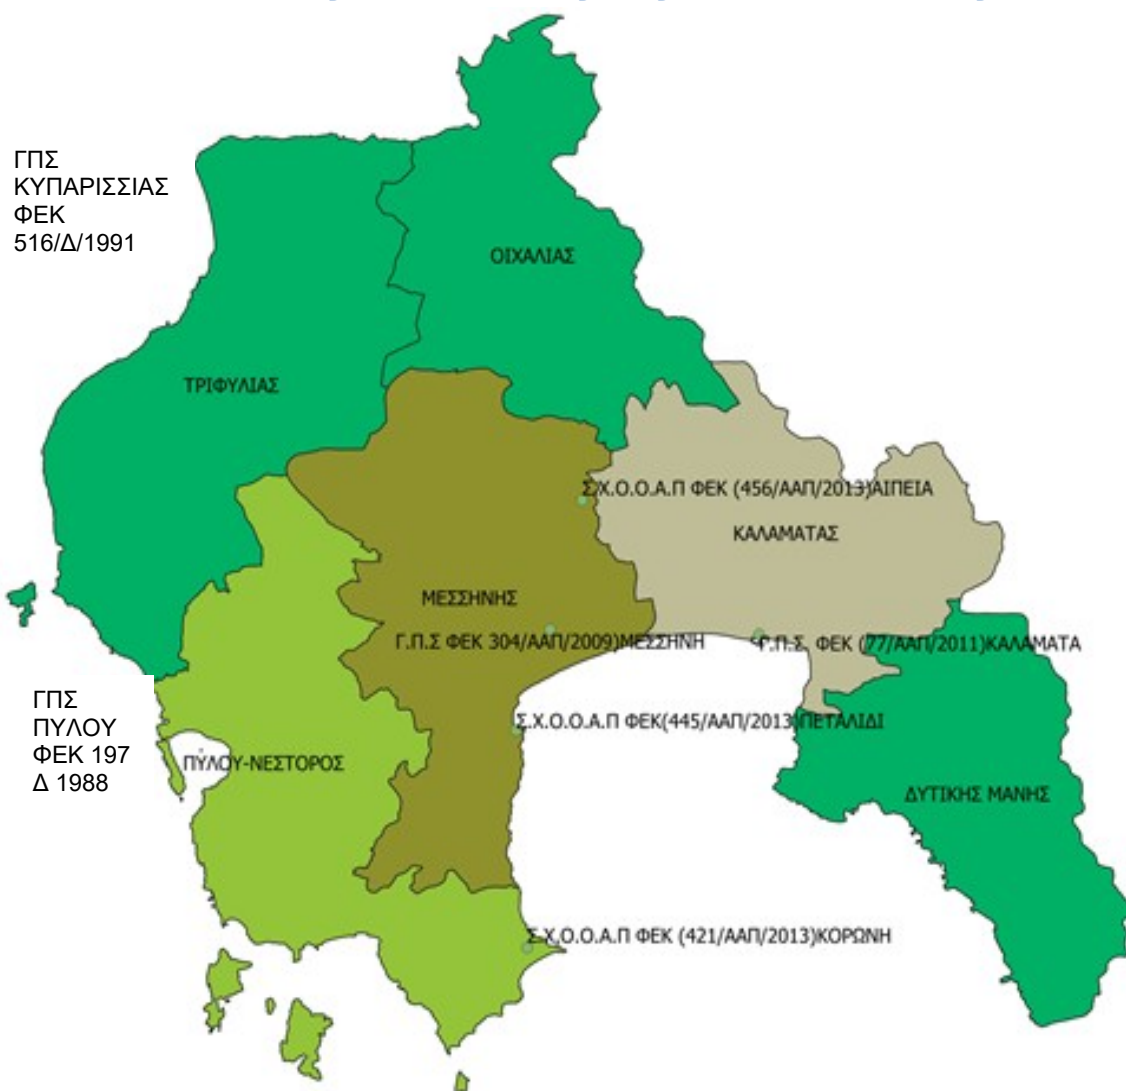 ΓΠΣ
ΚΥΠΑΡΙΣΣΙΑΣ
ΦΕΚ
516/Δ/1991
ΟΙΧΑΛΙΑΣ
ΤΡΙΦΥΛΙΑΣ
Σ.Χ.Ο.Ο.Α.Π ΦΕΚ (456/ΑΑΠ/2013)ΑΙΠΕΙΑ
ΚΑΛΑΜΑΤΑΣ
ΜΕΣΣΗΝΗΣ
Γ.Π.Σ ΦΕΚ 304/ΑΑΠ/2009)ΜΕΣΣΗΝΗ
Γ.Π.Σ. ΦΕΚ (77/ΑΑΠ/2011)ΚΑΛΑΜΑΤΑ
ΓΠΣ
ΠΥΛΟΥ
ΦΕΚ 197
Δ 1988
Σ.Χ.Ο.Ο.Α.Π ΦΕΚ(445/ΑΑΠ/2013)ΠΕΤΑΛΙΔΙ
ΠΥΛΟΥ-ΝΕΣΤΟΡΟΣ
ΔΥΤΙΚΗΣ ΜΑΝΗΣ
Σ.Χ.Ο.Ο.Α.Π ΦΕΚ (421/ΑΑΠ/2013)ΚΟΡΩΝΗ